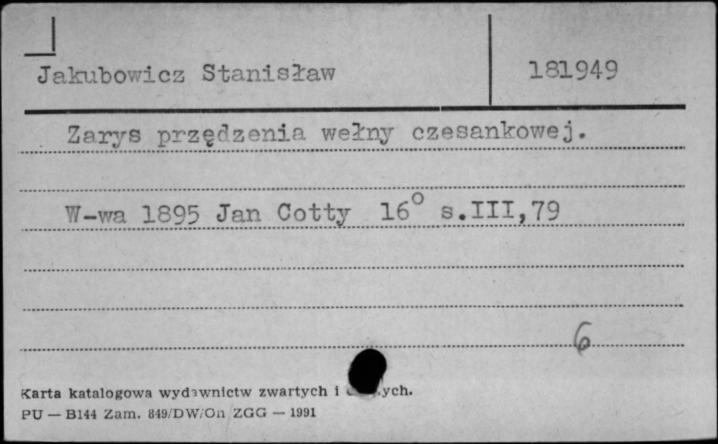 Jakubowicz Stanisław 181949
Zarys przędzenia wełny czesankowej.
W-wa 1895 Jan Cotty 16° s.III,79
6
Karta katalogowa wydawnictw zwartych i
PU — B144 Zam. 849/DW/On ZGG — 1991